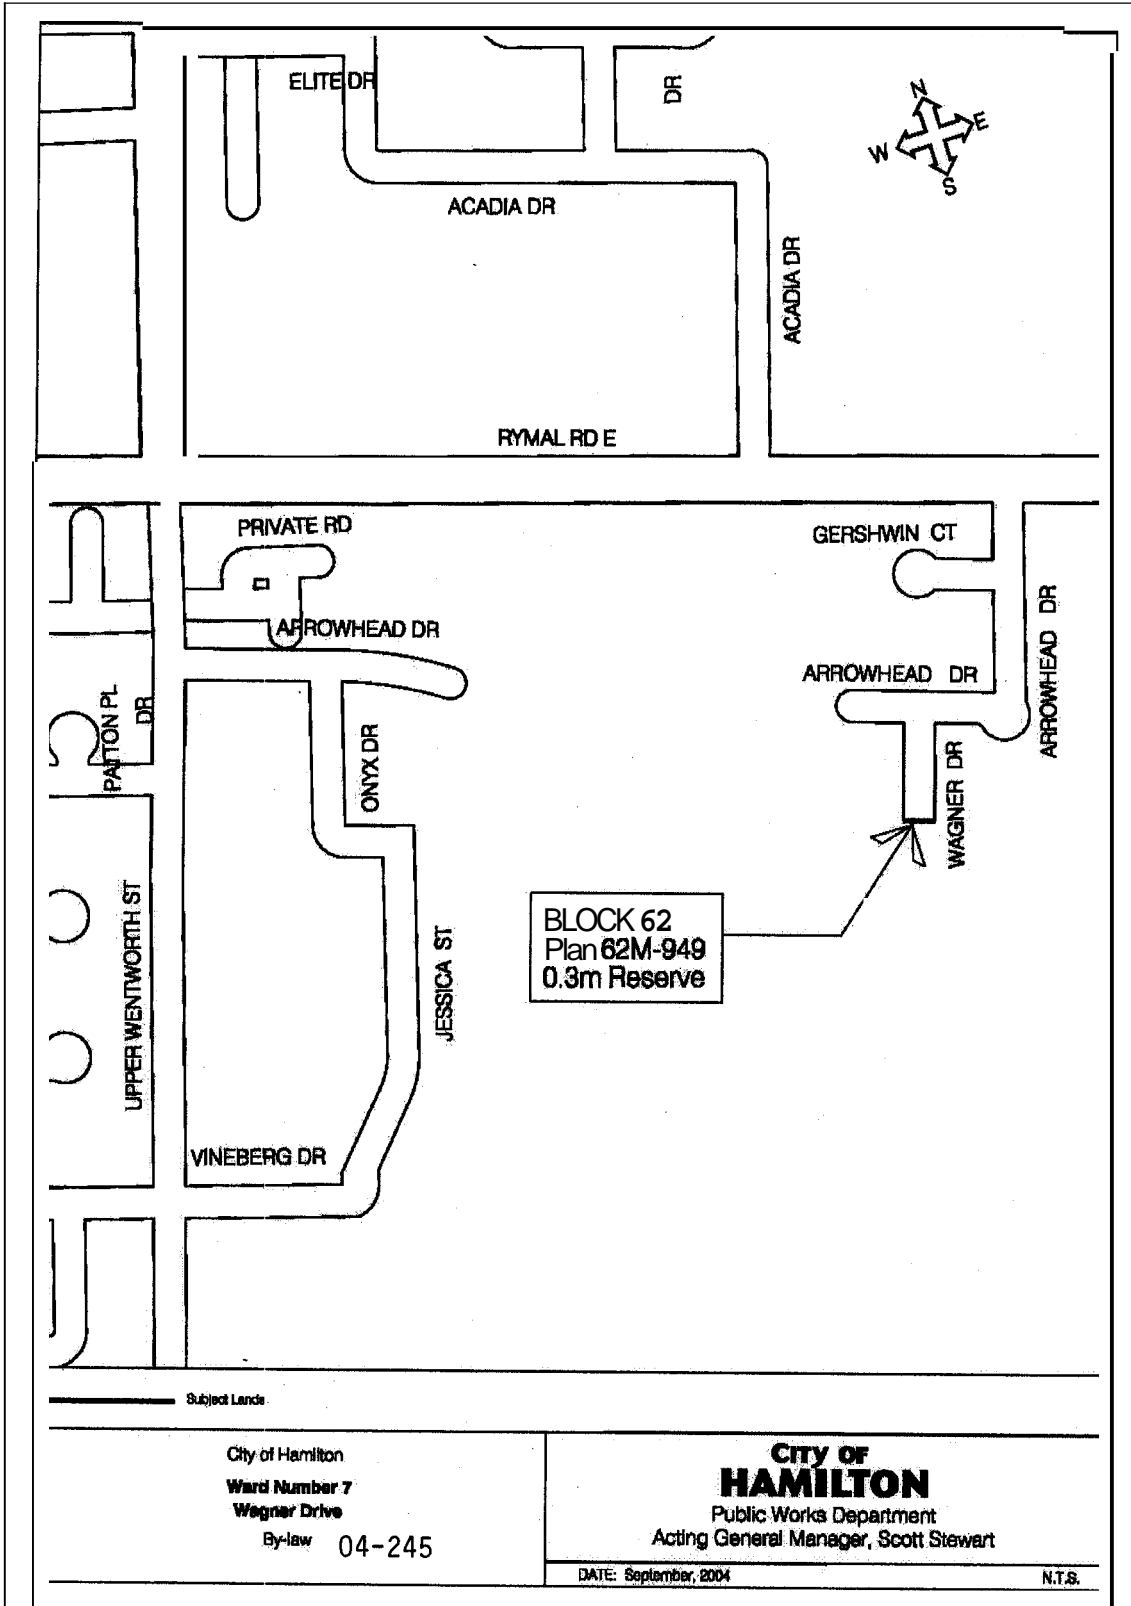 ELITE DR
DR
N
E
W
S
ACADIA DR
ACADIA DR
RYMAL RD E
PRIVATE RD
GERSHWIN CT
ARROWHEAD DR
ARROWHEAD DR
ARROWHEAD DR
PATTON PL
DR
ONYX DR
WAGNER DR
BLOCK 62
Plan 62M-949
0.3m Reserve
UPPER WENTWORTH ST
JESSICA ST
VINEBERG DR
Subject Lands
City of Hamilton
Ward Number 7
Wagner Drive
By-law 04-245
CITY OF
HAMILTON
Public Works Department
Acting General Manager, Scott Stewart
DATE: September, 2004
N.T.S.